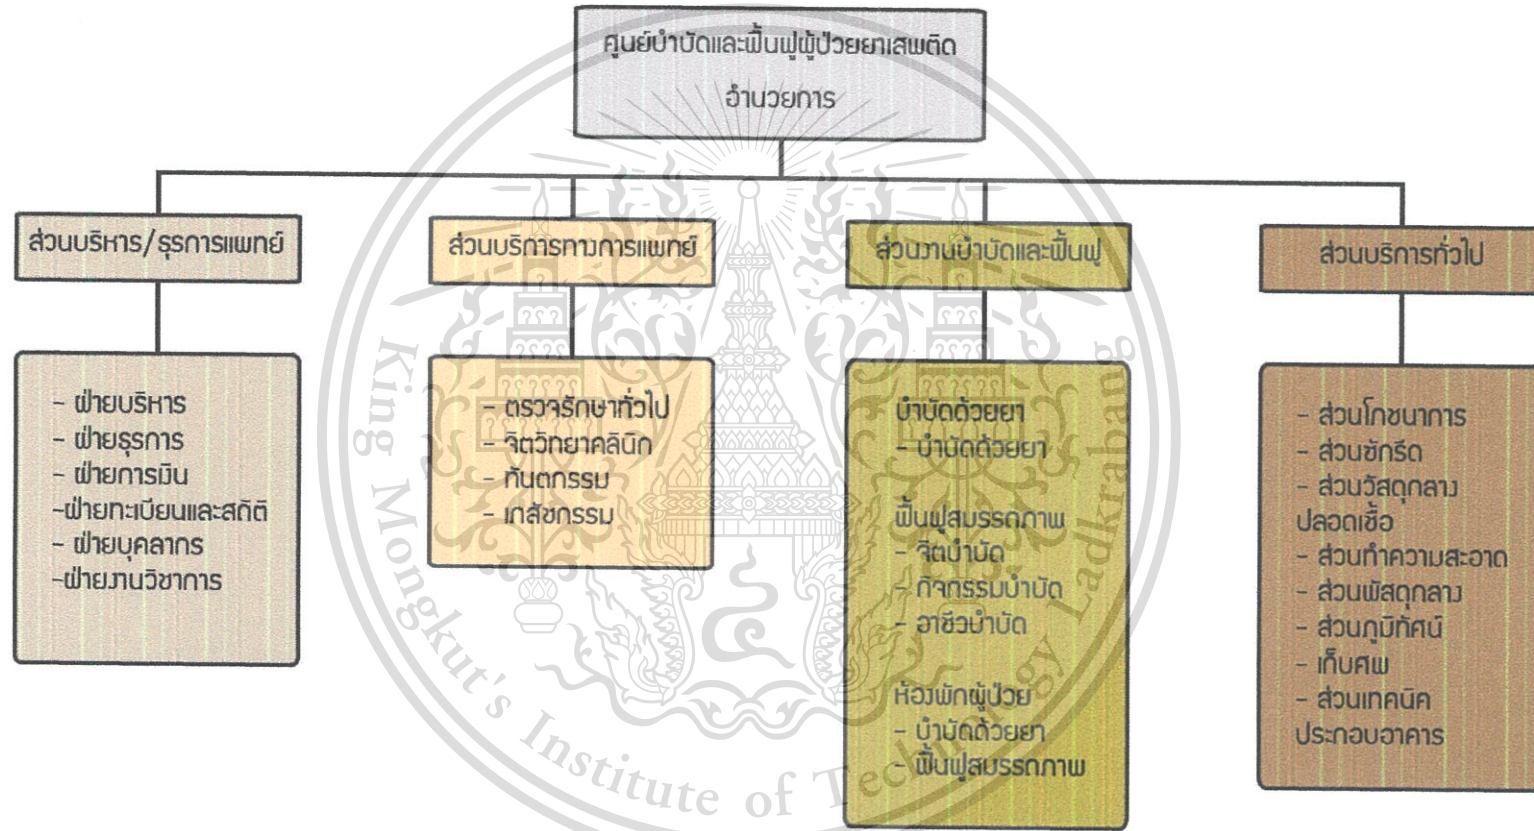 ศูนย์บำบัดและฟื้นฟูผู้ป่วยยาเสพติด
อำนวยการ
ส่วนบริหาร/ธุรการแพทย์
- ฝ่ายบริหาร
- ฝ่ายธุรการ
- ฝ่ายการเงิน
-ฝ่ายทะเบียนและสถิติ
- ฝ่ายบุคลากร
-ฝ่ายงานวิชาการ
ส่วนบริการทางการแพทย์
- ตรวจรักษาทั่วไป
- จิตวิทยาคลินิก
- ทันตกรรม
- เภสัชกรรม
ส่วนงานบำบัดและฟื้นฟู
บำบัดด้วยยา
- บำบัดด้วยยา
ฟื้นฟูสมรรถภาพ
- จิตบำบัด
- กิจกรรมบำบัด
- อาชีวบำบัด
ห้องพักผู้ป่วย
- บำบัดด้วยยา
- ฟื้นฟูสมรรถภาพ
ส่วนบริการทั่วไป
- ส่วนโภชนาการ
- ส่วนซักรีด
- ส่วนวัสดุกลาง
ปลอดเชื้อ
- ส่วนทำความสะอาด
- ส่วนพัสดุกลาง
- ส่วนภูมิทัศน์
- เก็บศพ
- ส่วนเทคนิค
ประกอบอาคาร
King Mongkut's Institute of Technology Ladkrabang